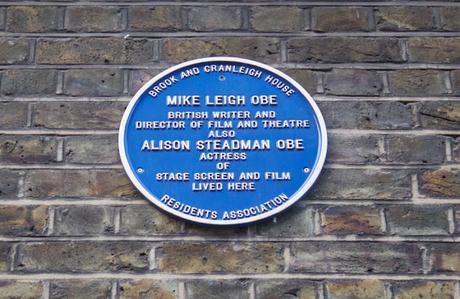 BROOK AND CRANLEIGH HOUSE
MIKE LEIGH OBE
BRITISH WRITER AND
DIRECTOR OF FILM AND THEATRE
ALSO
ALISON STEADMAN OBE
ACTRESS
OF
STAGE SCREEN AND FILM
LIVED HERE
RESIDENTS ASSOCIATION